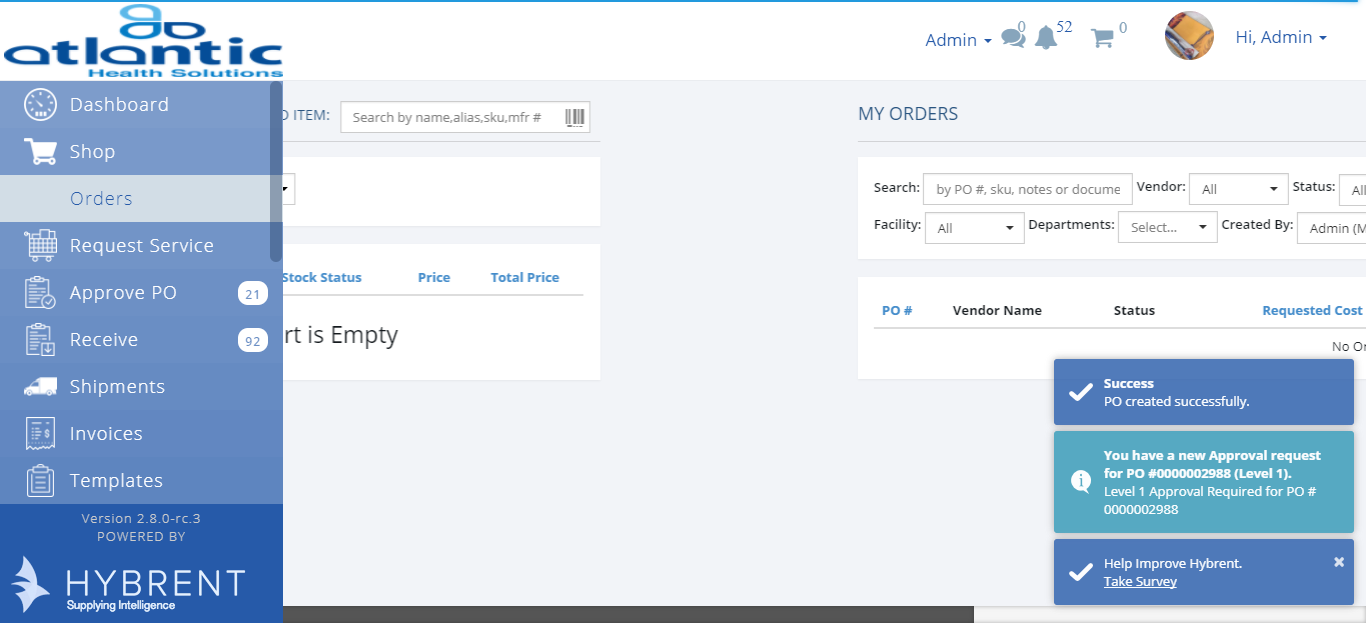 atlantic
Health Solutions
Admin
0
52
0
Hi, Admin
Dashboard
Shop
Orders
Request Service
Approve PO 21
Receive 92
Shipments
Invoices
Templates
Version 2.8.0-rc.3
POWERED BY
HYBRENT
Supplying Intelligence
ITEM:
Search by name,alias,sku,mfr #
Stock Status Price Total Price
rt is Empty
MY ORDERS
Search: by PO #, sku, notes or docume Vendor: All Status: All
Facility: All Departments: Select... Created By: Admin (M
PO # Vendor Name Status Requested Cost
No Or
Success
PO created successfully.
You have a new Approval request
for PO #0000002988 (Level 1).
Level 1 Approval Required for PO #
0000002988
Help Improve Hybrent.
Take Survey